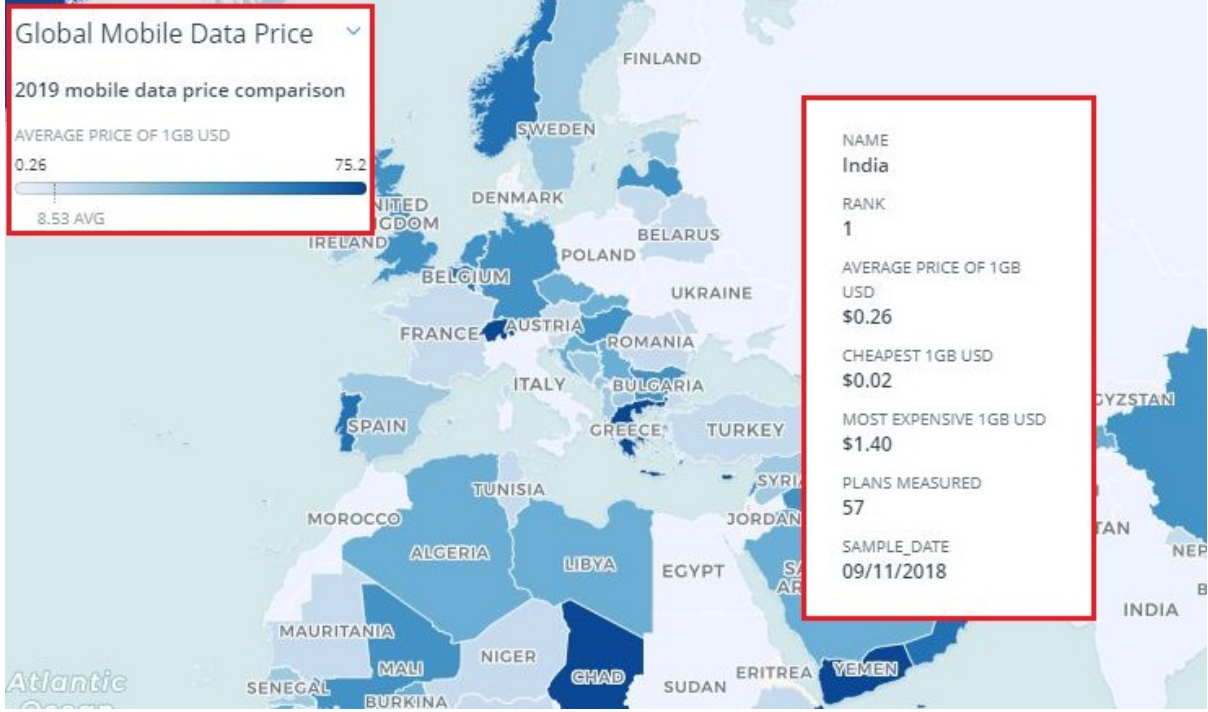 Global Mobile Data Price
2019 mobile data price comparison
AVERAGE PRICE OF 1GB USD
0.26 75.2
8.53 AVG
NAME
India
RANK
1
AVERAGE PRICE OF 1GB
USD
$0.26
CHEAPEST 1GB USD
$0.02
MOST EXPENSIVE 1GB USD
$1.40
PLANS MEASURED
57
SAMPLE_DATE
09/11/2018
FINLAND
SWEDEN
DENMARK
IRELAND
BELARUS
POLAND
BELGIUM
UKRAINE
FRANCE
AUSTRIA
ROMANIA
ITALY
BULGARIA
SPAIN
GREECE
TURKEY
TUNISIA
MOROCCO
JORDAN
ALGERIA
LIBYA
EGYPT
INDIA
MAURITANIA
NIGER
MALI
CHAD
ERITREA
YEMEN
SENEGAL
SUDAN
BURKINA
Atlantic